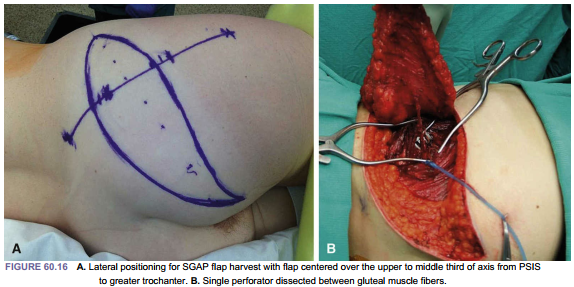 A
B
FIGURE 60.16 A. Lateral positioning for SGAP flap harvest with flap centered over the upper to middle third of axis from PSIS
to greater trochanter. B. Single perforator dissected between gluteal muscle fibers.